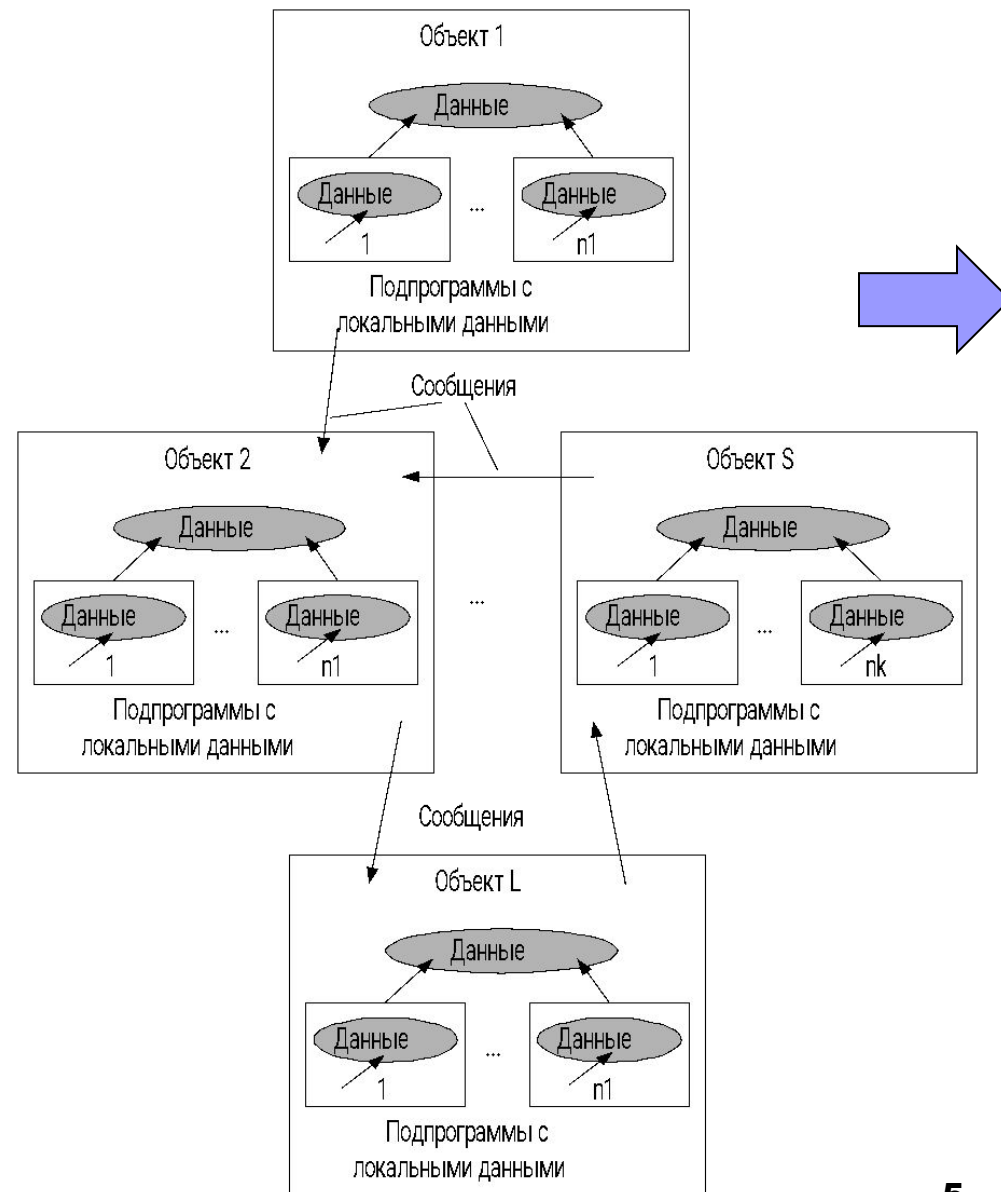 Объект 1
Данные
Данные
Данные
...
1
n1
Подпрограммы с
локальными данными
Сообщения
Объект 2
Данные
Данные
Данные
...
1
n1
Подпрограммы с
локальными данными
...
Объект S
Данные
Данные
Данные
...
1
nk
Подпрограммы с
локальными данными
Сообщения
Объект L
Данные
Данные
Данные
...
1
n1
Подпрограммы с
локальными данными